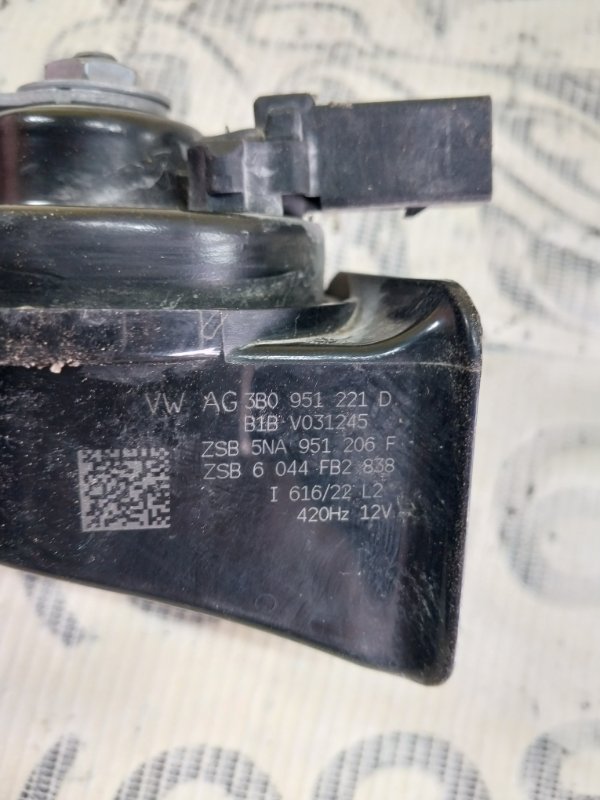 VW AG 3B0 951 221 D
B1B V031245
ZSB 5NA 951 206 F
ZSB 6 044 FB2 838
I 616/22 L2
420Hz 12V